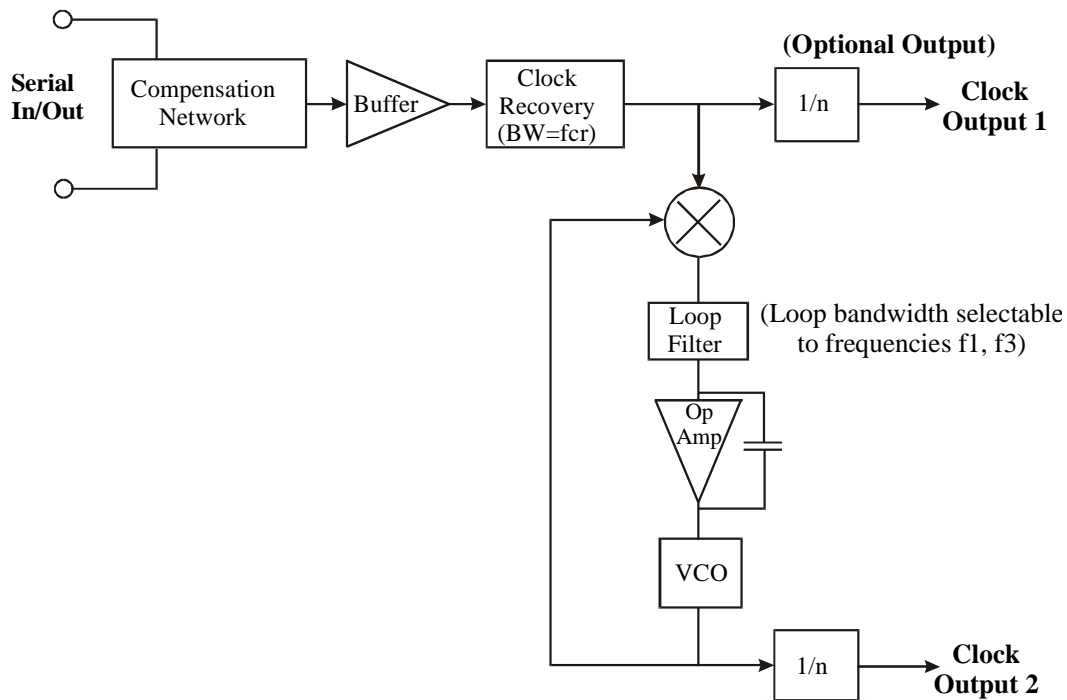 (Optional Output)
Serial
In/Out
Compensation
Network
Buffer
Clock
Recovery
(BW=fcr)
1/n
Clock
Output 1
Loop
Filter
(Loop bandwidth selectable
to frequencies f1, f3)
Op
Amp
VCO
1/n
Clock
Output 2